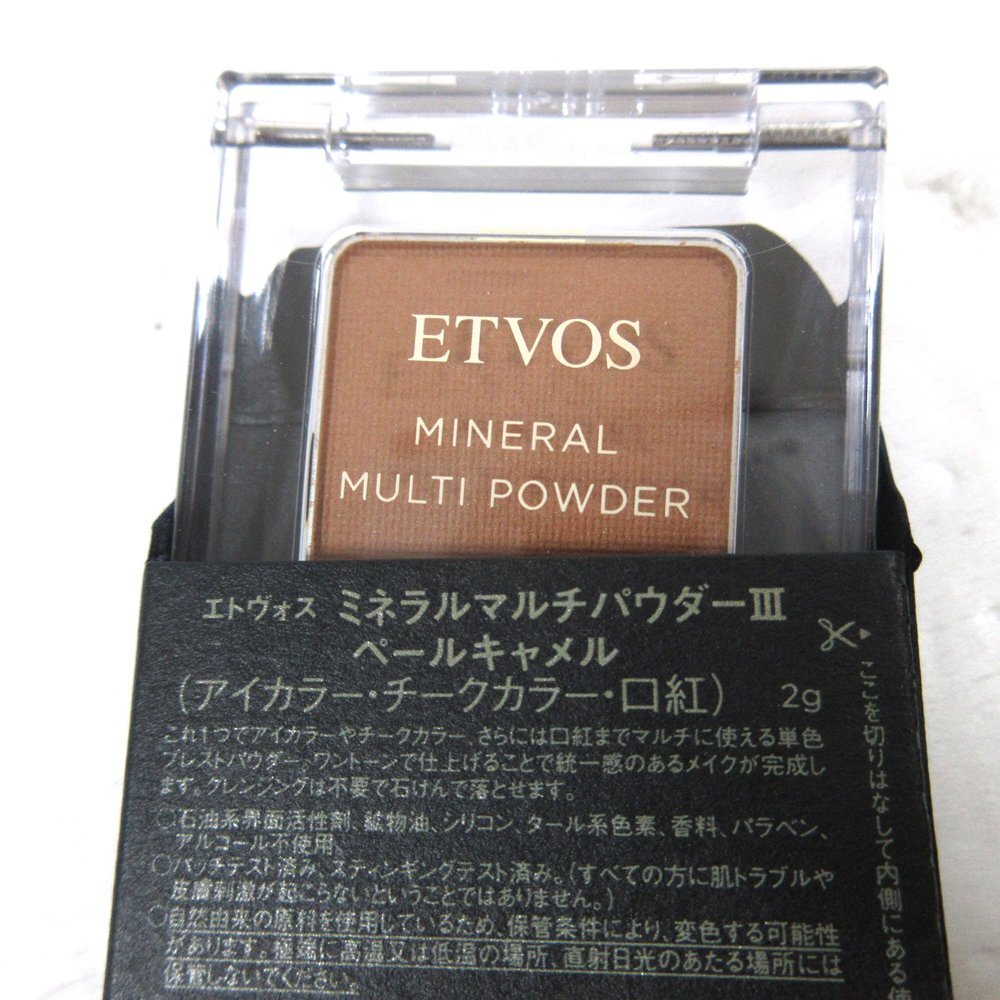 ETVOS
MINERAL
MULTI POWDER
エトヴォス ミネラルマルチパウダーⅢ
ペールキャメル
(アイカラー・チークカラー・口紅) 2g
これ1つでアイカラーやチークカラー、さらには口紅までマルチに使える単色
プレストパウダー。ワントーンで仕上げることで統一感のあるメイクが完成し
ます。クレンジングは不要で石けんで落とせます。
○石油系界面活性剤、鉱物油、シリコン、タール系色素、香料、パラベン、
アルコール不使用。
○パッチテスト済み、スティンギングテスト済み。(すべての方に肌トラブルや
皮膚刺激が起こらないということではありません。)
○自然由来の原料を使用しているため、保管条件により、変色する可能性
があります。極端に高温又は低温の場所、直射日光のあたる場所には
保管しないでください。
ここを切りはなして内側にある